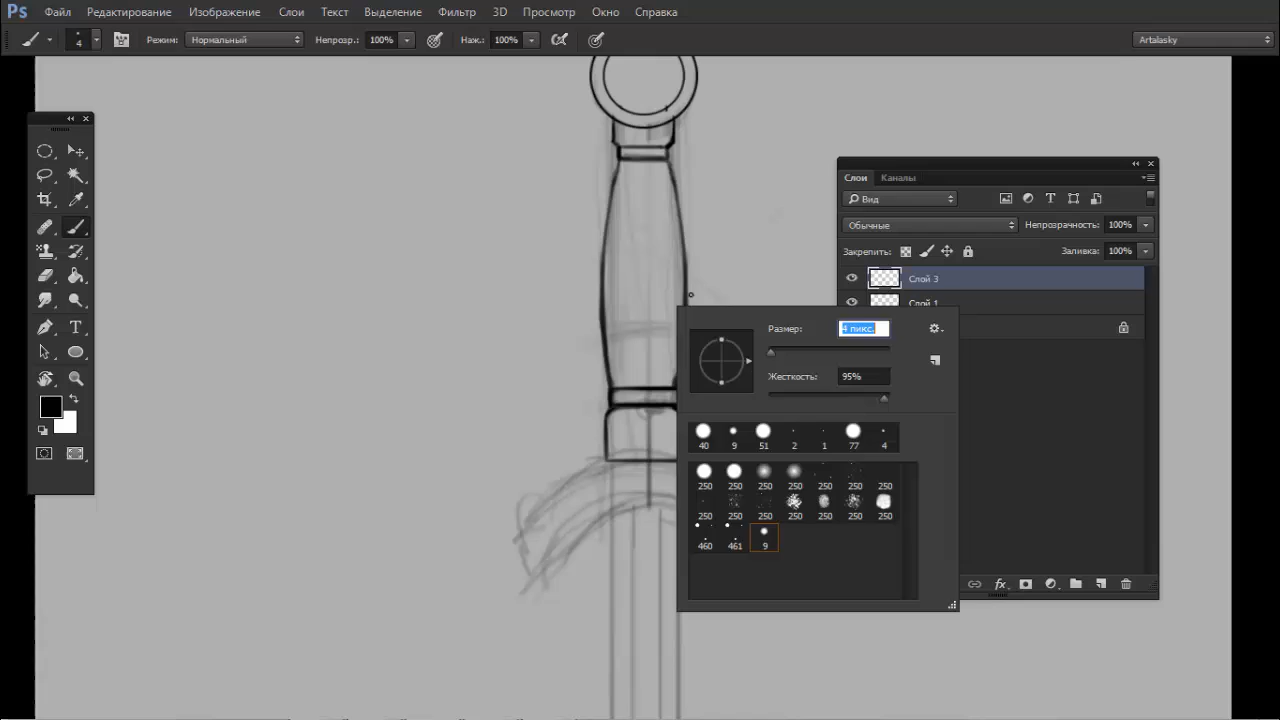 Ps Файл Редактирование Изображение Слои Текст Выделение Фильтр 3D Просмотр Окно Справка
4 Режим: Нормальный Непрозр.: 100% Наж.: 100% Artalasky
Слои Каналы
Вид
Обычные Непрозрачность: 100%
Закрепить: Заливка: 100%
Слой 3
Слой 1
Размер: 4 пикс.
Жесткость: 95%
40 9 51 2 1 77 4
250 250 250 250 250 250 250
250 250 250 250 250 250 250
460 461 9